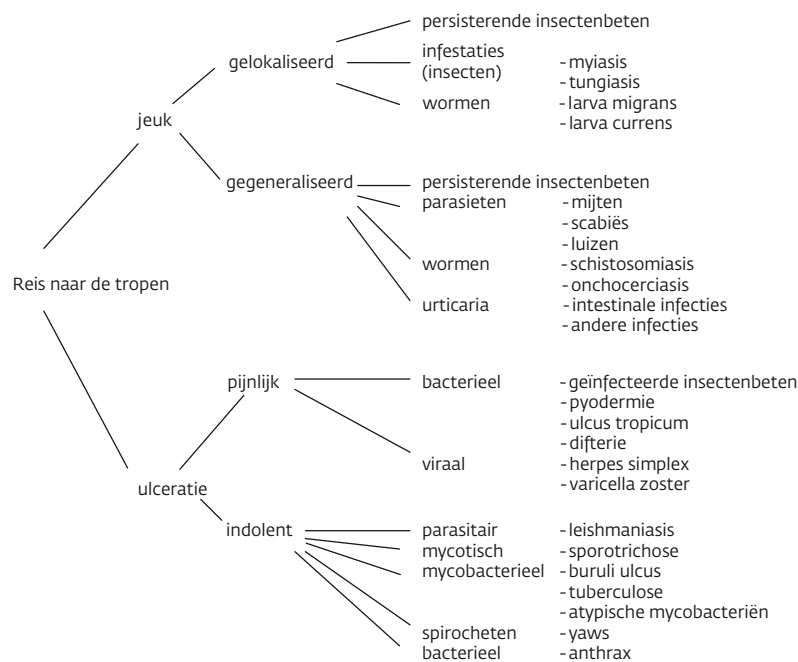 persisterende insectenbeten
gelokaliseerd
infestaties
(insecten)
- myiasis
- tungiasis
wormen
- larva migrans
- larva currens
jeuk
gegeneraliseerd
persisterende insectenbeten
parasieten
- mijten
- scabiës
- luizen
wormen
- schistosomiasis
- onchocerciasis
urticaria
- intestinale infecties
- andere infecties
Reis naar de tropen
pijnlijk
bacterieel
- geïnfecteerde insectenbeten
- pyodermie
- ulcus tropicum
- difterie
viraal
- herpes simplex
- varicella zoster
ulceratie
indolent
parasitair
- leishmaniasis
mycotisch
- sporotrichose
mycobacterieel
- buruli ulcus
- tuberculose
- atypische mycobacteriën
spirocheten
- yaws
bacterieel
- anthrax